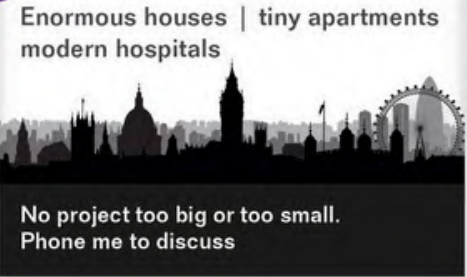 Enormous houses | tiny apartments
modern hospitals
No project too big or too small.
Phone me to discuss